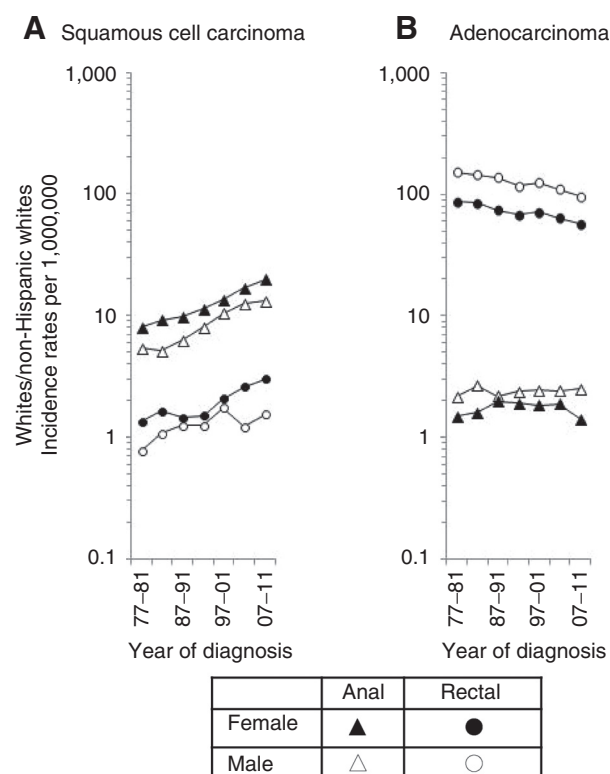 A Squamous cell carcinoma
B Adenocarcinoma
Whites/non-Hispanic whites
Incidence rates per 1,000,000
1,000
100
10
1
0.1
77–81
87–91
97–01
07–11
Year of diagnosis
1,000
100
10
1
0.1
77–81
87–91
97–01
07–11
Year of diagnosis
Anal Rectal
Female
Male